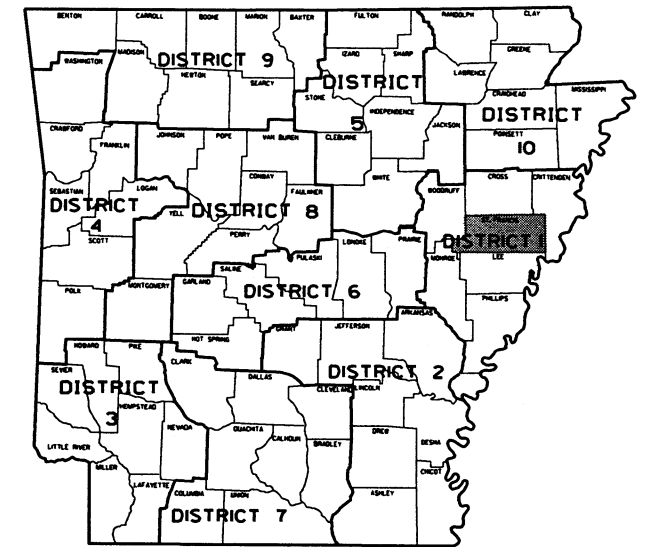 BENTON CARROLL BOONE MARION BAXTER FULTON RANDOLPH CLAY
MADISON DISTRICT 9 IZARD SHARP GREENE
WASHINGTON NEWTON SEARCY DISTRICT 5 LAWRENCE
STONE INDEPENDENCE CRAIGHEAD MISSISSIPPI
DISTRICT 10
CRAWFORD FRANKLIN JOHNSON POPE VAN BUREN CLEBURNE JACKSON POINSETT
SEBASTIAN LOGAN CONWAY FAULKNER WHITE WOODRUFF CROSS CRITTENDEN
DISTRICT 4 YELL DISTRICT 8 ST. FRANCIS
SCOTT PERRY PULASKI LONOKE PRAIRIE MONROE DISTRICT 1 LEE
POLK MONTGOMERY GARLAND SALINE DISTRICT 6 PHILLIPS
HOT SPRING GRANT JEFFERSON ARKANSAS
HOWARD PIKE CLARK DALLAS CLEVELAND LINCOLN DISTRICT 2
SEVIER DISTRICT 3 HEMPSTEAD
NEVADA OUACHITA CALHOUN BRADLEY DREW DESHA
LITTLE RIVER MILLER LAFAYETTE CHICOT
COLUMBIA UNION ASHLEY
DISTRICT 7